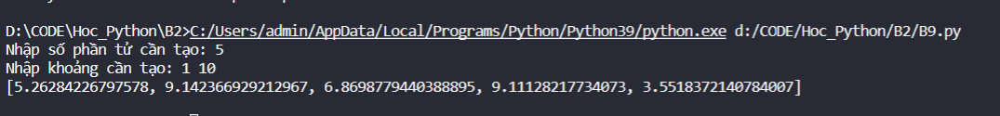 D:\CODE\Hoc_Python\B2>C:/Users/admin/AppData/Local/Programs/Python/Python39/python.exe d:/CODE/Hoc_Python/B2/B9.py
Nhập số phần tử cần tạo: 5
Nhập khoảng cần tạo: 1 10
[5.26284226797578, 9.142366929212967, 6.8698779440388895, 9.11128217734073, 3.5518372140784007]